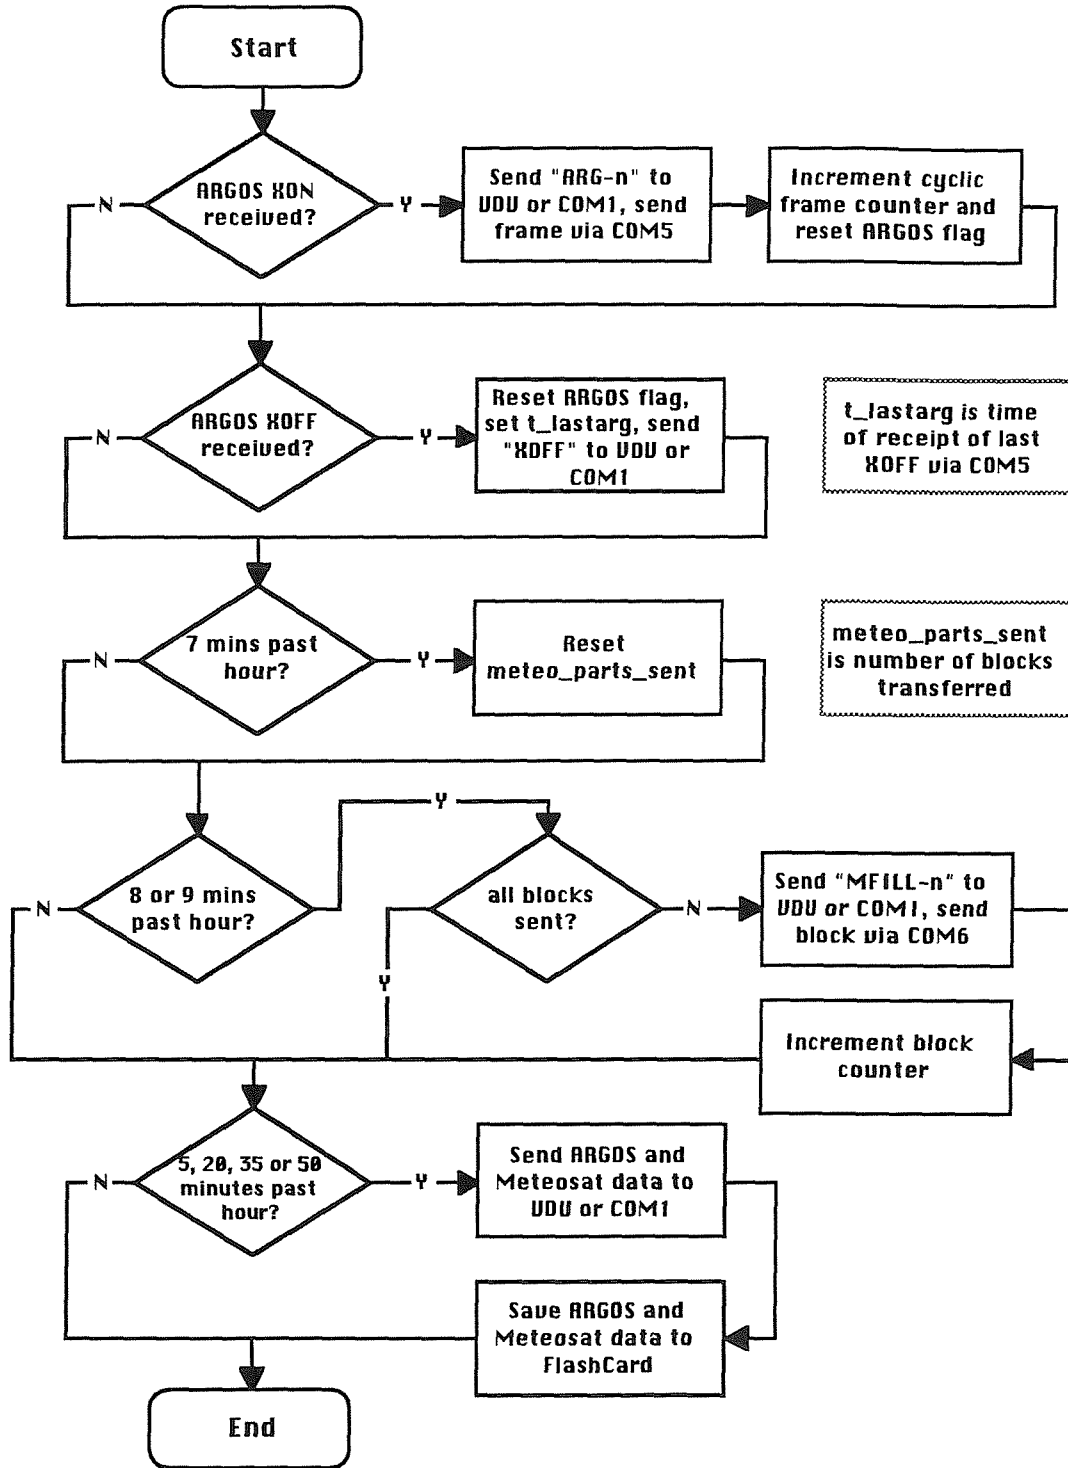 Start
ARGOS XON
received?
N
Y
Send "ARG-n" to
VDU or COM1, send
frame via COM5
Increment cyclic
frame counter and
reset ARGOS flag
ARGOS XOFF
received?
N
Y
Reset ARGOS flag,
set t_lastarg, send
"XOFF" to VDU or
COM1
t_lastarg is time
of receipt of last
XOFF via COM5
7 mins past
hour?
N
Y
Reset
meteo_parts_sent
meteo_parts_sent
is number of blocks
transferred
Y
8 or 9 mins
past hour?
N
all blocks
sent?
N
Y
Send "MFILL-n" to
VDU or COM1, send
block via COM6
Increment block
counter
5, 20, 35 or 50
minutes past
hour?
N
Y
Send ARGOS and
Meteosat data to
VDU or COM1
Save ARGOS and
Meteosat data to
FlashCard
End